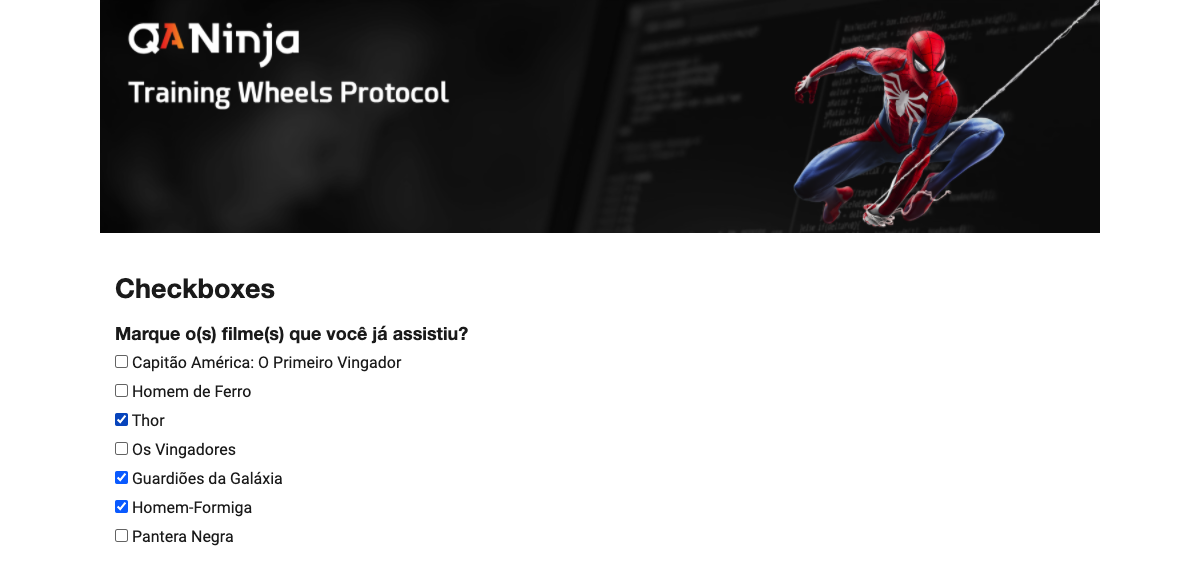 QANinja
Training Wheels Protocol
Checkboxes
Marque o(s) filme(s) que você já assistiu?
Capitão América: O Primeiro Vingador
Homem de Ferro
Thor
Os Vingadores
Guardiões da Galáxia
Homem-Formiga
Pantera Negra